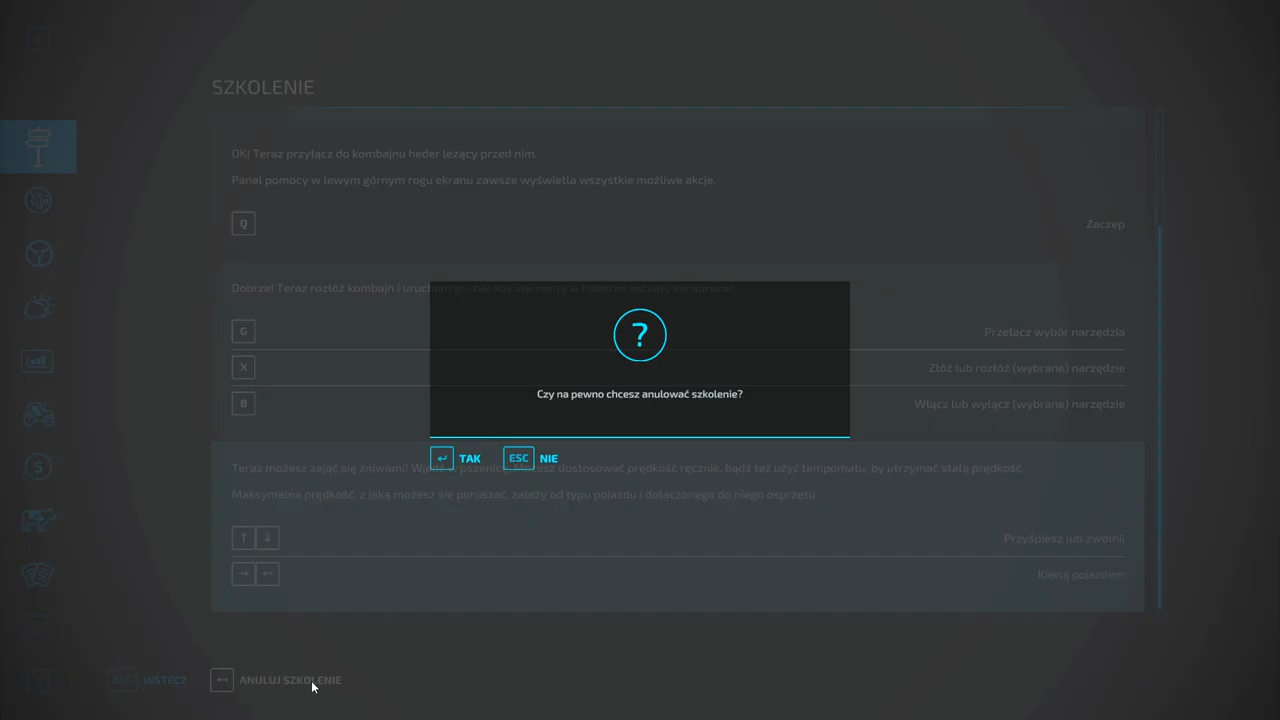 SZKOLENIE
OK! Teraz przyłącz do kombajnu heder leżący przed nim.
Panel pomocy w lewym górnym rogu ekranu zawsze wyświetla wszystkie możliwe akcje.
Q Zaczep
Dobrze! Teraz rozłóż kombajn i uruchom go, tak aby elementy w hederze zaczęły się obracać.
G Przełącz wybór narzędzia
X Złóż lub rozłóż (wybrane) narzędzie
B Włącz lub wyłącz (wybrane) narzędzie
?
Czy na pewno chcesz anulować szkolenie?
↵ TAK ESC NIE
Teraz możesz zająć się żniwami! Wjedź w pszenicę. Możesz dostosować prędkość ręcznie, bądź też użyć tempomatu, by utrzymać stałą prędkość.
Maksymalna prędkość, z jaką możesz się poruszać, zależy od typu pojazdu i dołączonego do niego osprzętu.
↑ ↓ Przyśpiesz lub zwolnij
→ ← Kieruj pojazdem
ESC WSTECZ ANULUJ SZKOLENIE